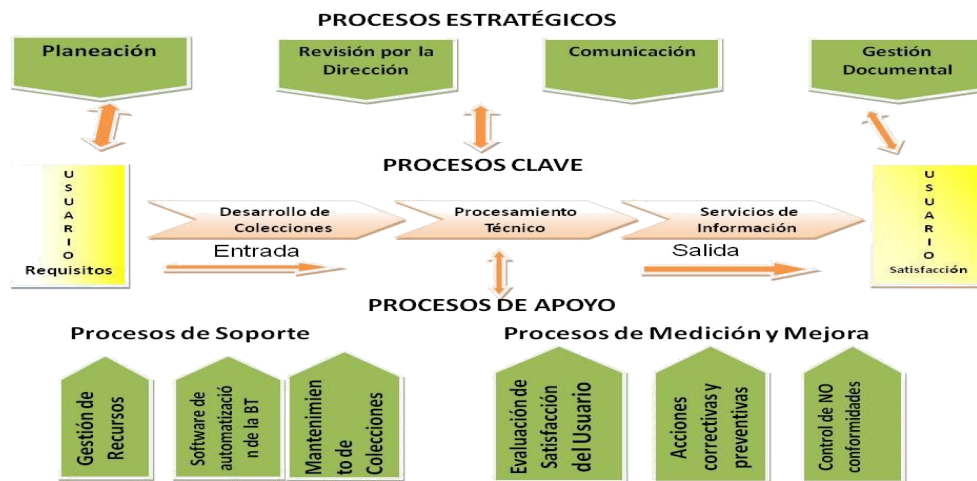 PROCESOS ESTRATÉGICOS
Planeación
Revisión por la
Dirección
Comunicación
Gestión
Documental
PROCESOS CLAVE
USUARIO
Requisitos
Desarrollo de
Colecciones
Procesamiento
Técnico
Servicios de
Información
USUARIO
Satisfacción
Entrada
Salida
PROCESOS DE APOYO
Procesos de Soporte
Procesos de Medición y Mejora
Gestión de
Recursos
Software de
automatizació
n de la BT
Mantenimien
to de
Colecciones
Evaluación de
Satisfacción
del Usuario
Acciones
correctivas y
preventivas
Control de NO
conformidades